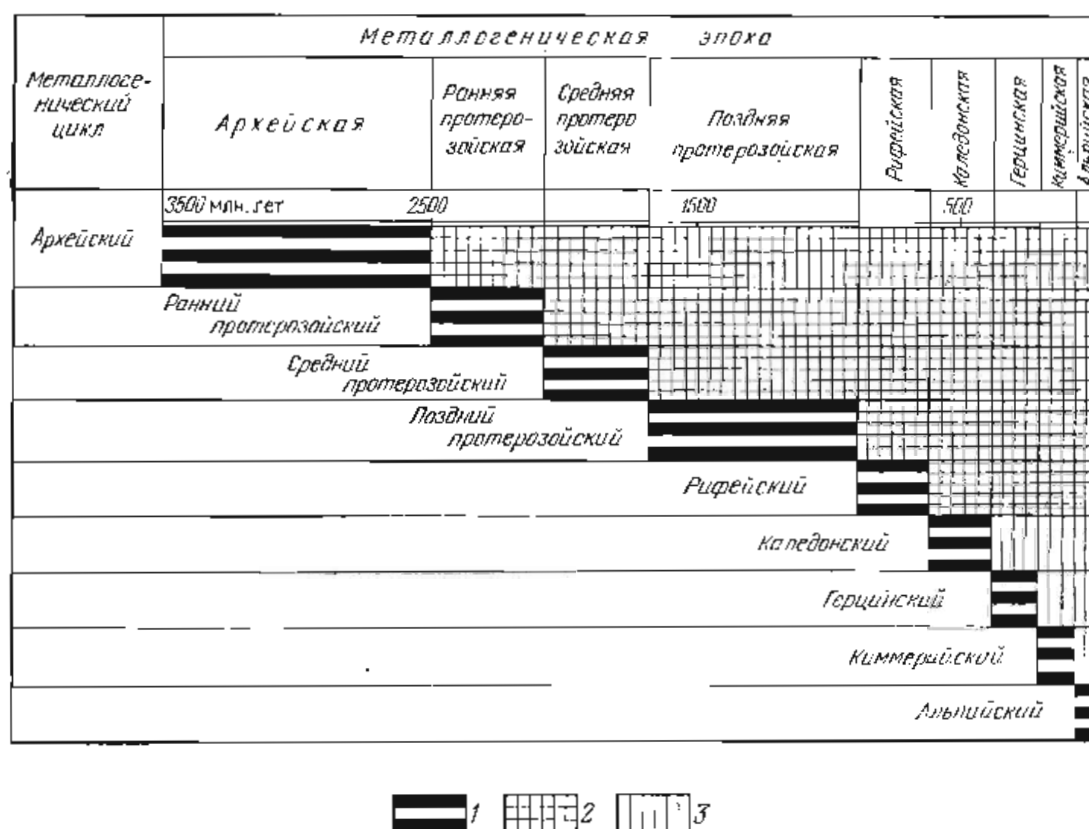 Металлогеническая эпоха
Металлоге-
нический
цикл
Архейская
Ранняя
протеро-
зойская
Средняя
протеро
зойская
Поздняя
протерозойская
Рифейская
Каледонская
Герцинская
Киммерийская
Альпийская
3500 млн. лет 2500 1500 500
Архейский
Ранний
протерозойский
Средний
протерозойский
Поздний
протерозойский
Рифейский
Каледонский
Герцинский
Киммерийский
Альпийский
1 2 3